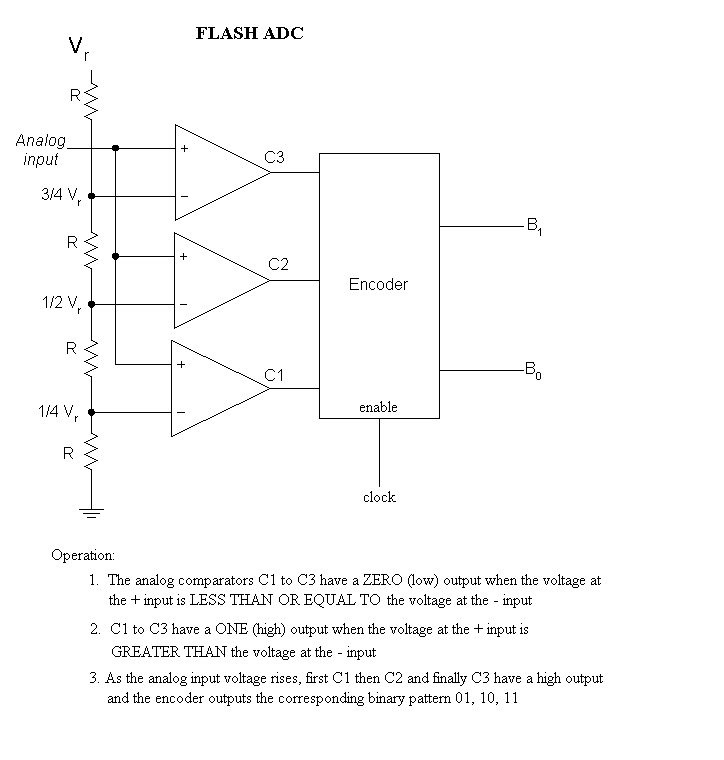 FLASH ADC
Vr
R
Analog
input
+
C3
3/4 Vr
−
R
B1
+
C2
Encoder
1/2 Vr
−
R
+
C1
B0
1/4 Vr
−
enable
R
clock
Operation:
1. The analog comparators C1 to C3 have a ZERO (low) output when the voltage at
the + input is LESS THAN OR EQUAL TO the voltage at the - input
2. C1 to C3 have a ONE (high) output when the voltage at the + input is
GREATER THAN the voltage at the - input
3. As the analog input voltage rises, first C1 then C2 and finally C3 have a high output
and the encoder outputs the corresponding binary pattern 01, 10, 11